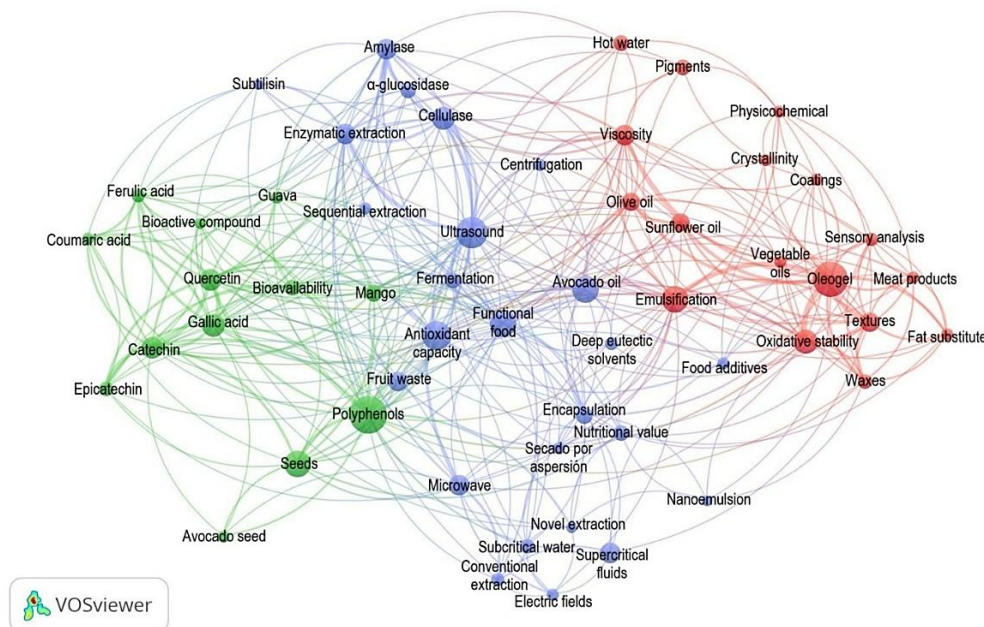 Amylase
Hot water
Pigments
Subtilisin
α-glucosidase
Cellulase
Physicochemical
Enzymatic extraction
Viscosity
Centrifugation
Crystallinity
Coatings
Ferulic acid
Guava
Bioactive compound
Sequential extraction
Olive oil
Sunflower oil
Coumaric acid
Ultrasound
Sensory analysis
Vegetable
oils
Quercetin
Bioavailability
Mango
Fermentation
Avocado oil
Emulsification
Oleogel
Meat products
Gallic acid
Functional
food
Antioxidant
capacity
Textures
Catechin
Deep eutectic
solvents
Oxidative stability
Fat substitute
Epicatechin
Fruit waste
Food additives
Waxes
Polyphenols
Encapsulation
Nutritional value
Secado por
aspersión
Seeds
Microwave
Nanoemulsion
Avocado seed
Novel extraction
Subcritical water
Supercritical
fluids
Conventional
extraction
Electric fields
VOSviewer